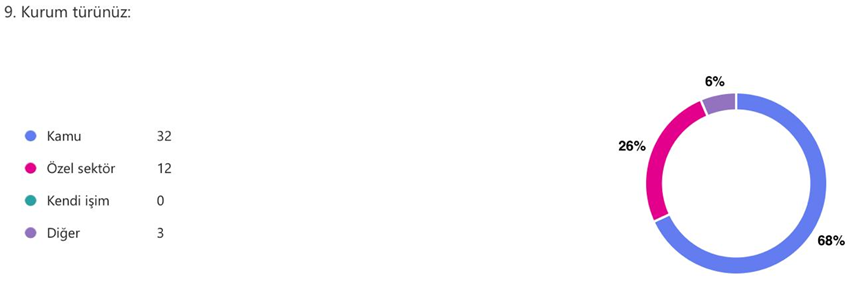 9. Kurum türünüz:
6%
Kamu 32
26%
Özel sektör 12
Kendi işim 0
Diğer 3
68%